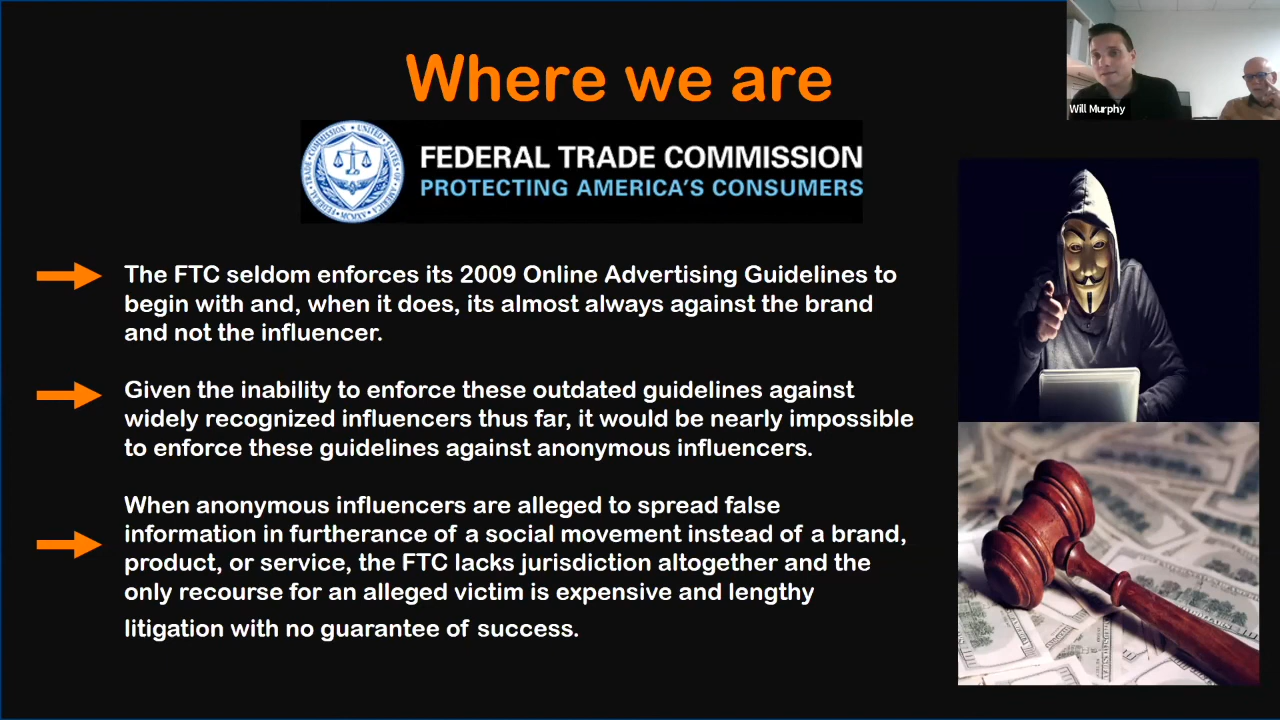 Where we are
Will Murphy
FEDERAL TRADE COMMISSION
PROTECTING AMERICA'S CONSUMERS
The FTC seldom enforces its 2009 Online Advertising Guidelines to
begin with and, when it does, its almost always against the brand
and not the influencer.
Given the inability to enforce these outdated guidelines against
widely recognized influencers thus far, it would be nearly impossible
to enforce these guidelines against anonymous influencers.
When anonymous influencers are alleged to spread false
information in furtherance of a social movement instead of a brand,
product, or service, the FTC lacks jurisdiction altogether and the
only recourse for an alleged victim is expensive and lengthy
litigation with no guarantee of success.